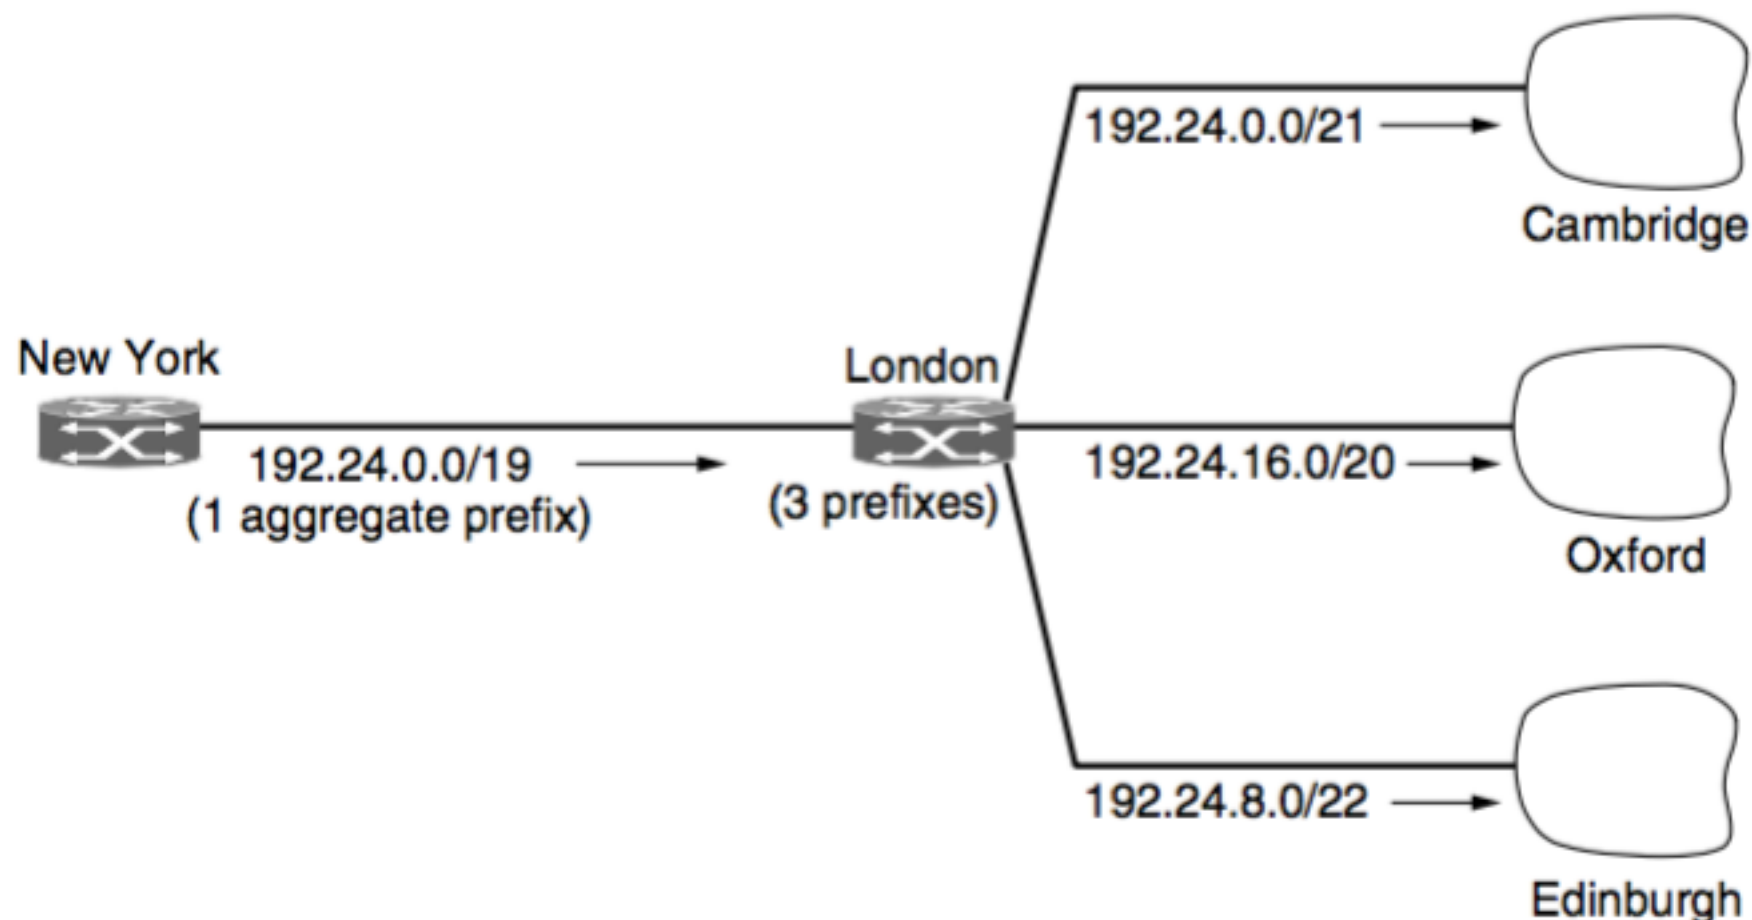 New York
192.24.0.0/19
(1 aggregate prefix)
London
(3 prefixes)
192.24.0.0/21
Cambridge
192.24.16.0/20
Oxford
192.24.8.0/22
Edinburgh